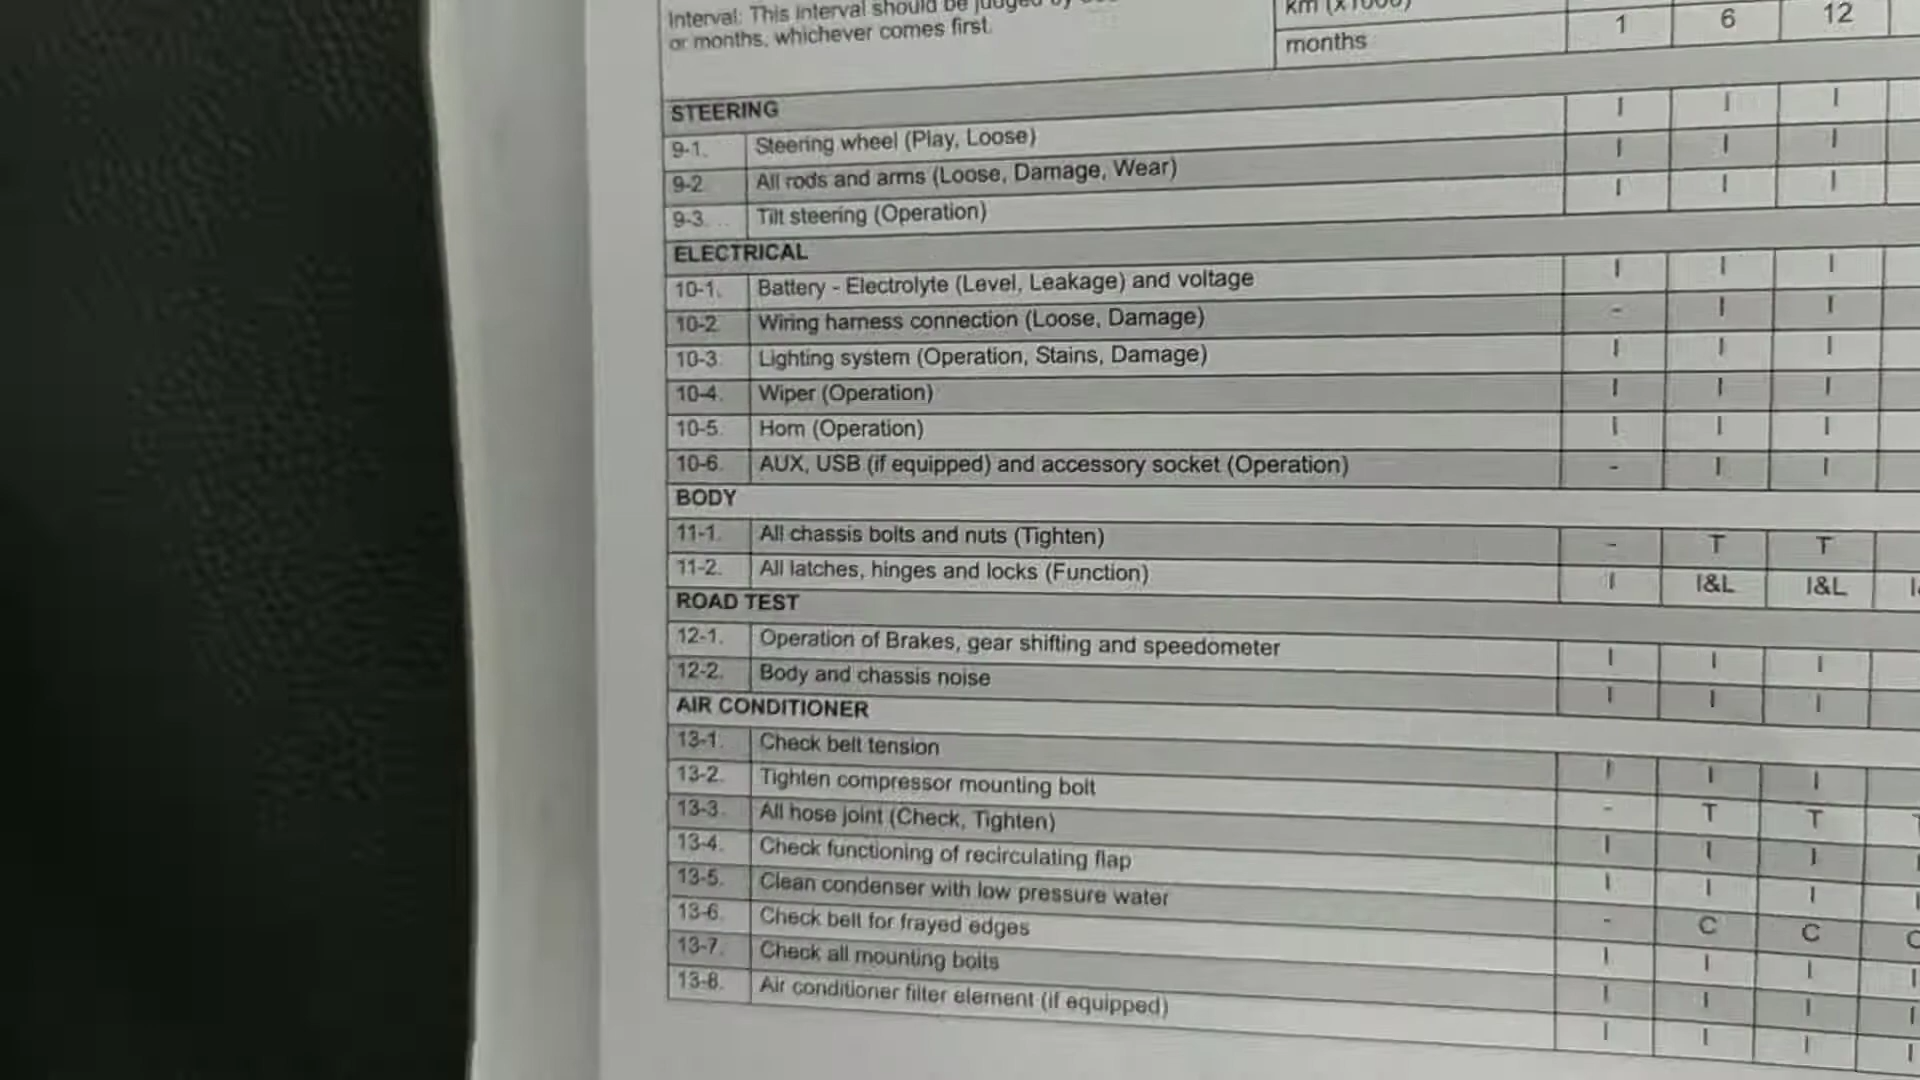 Interval: This interval should be judged by
or months, whichever comes first.
km (x1000)
months 1 6 12
STEERING
9-1. Steering wheel (Play, Loose) I I I
9-2 All rods and arms (Loose, Damage, Wear) I I I
9-3. Tilt steering (Operation) I I I
ELECTRICAL
10-1. Battery - Electrolyte (Level, Leakage) and voltage I I I
10-2 Wiring harness connection (Loose, Damage) - I I
10-3. Lighting system (Operation, Stains, Damage) I I I
10-4. Wiper (Operation) I I I
10-5. Horn (Operation) I I I
10-6. AUX, USB (if equipped) and accessory socket (Operation) - I I
BODY
11-1. All chassis bolts and nuts (Tighten) - T T
11-2. All latches, hinges and locks (Function) I I&L I&L
ROAD TEST
12-1. Operation of Brakes, gear shifting and speedometer I I I
12-2. Body and chassis noise I I I
AIR CONDITIONER
13-1. Check belt tension I I I
13-2. Tighten compressor mounting bolt - T T
13-3. All hose joint (Check, Tighten) I I I
13-4. Check functioning of recirculating flap I I I
13-5. Clean condenser with low pressure water - C C
13-6. Check belt for frayed edges I I I
13-7. Check all mounting bolts I I I
13-8. Air conditioner filter element (if equipped) I I I